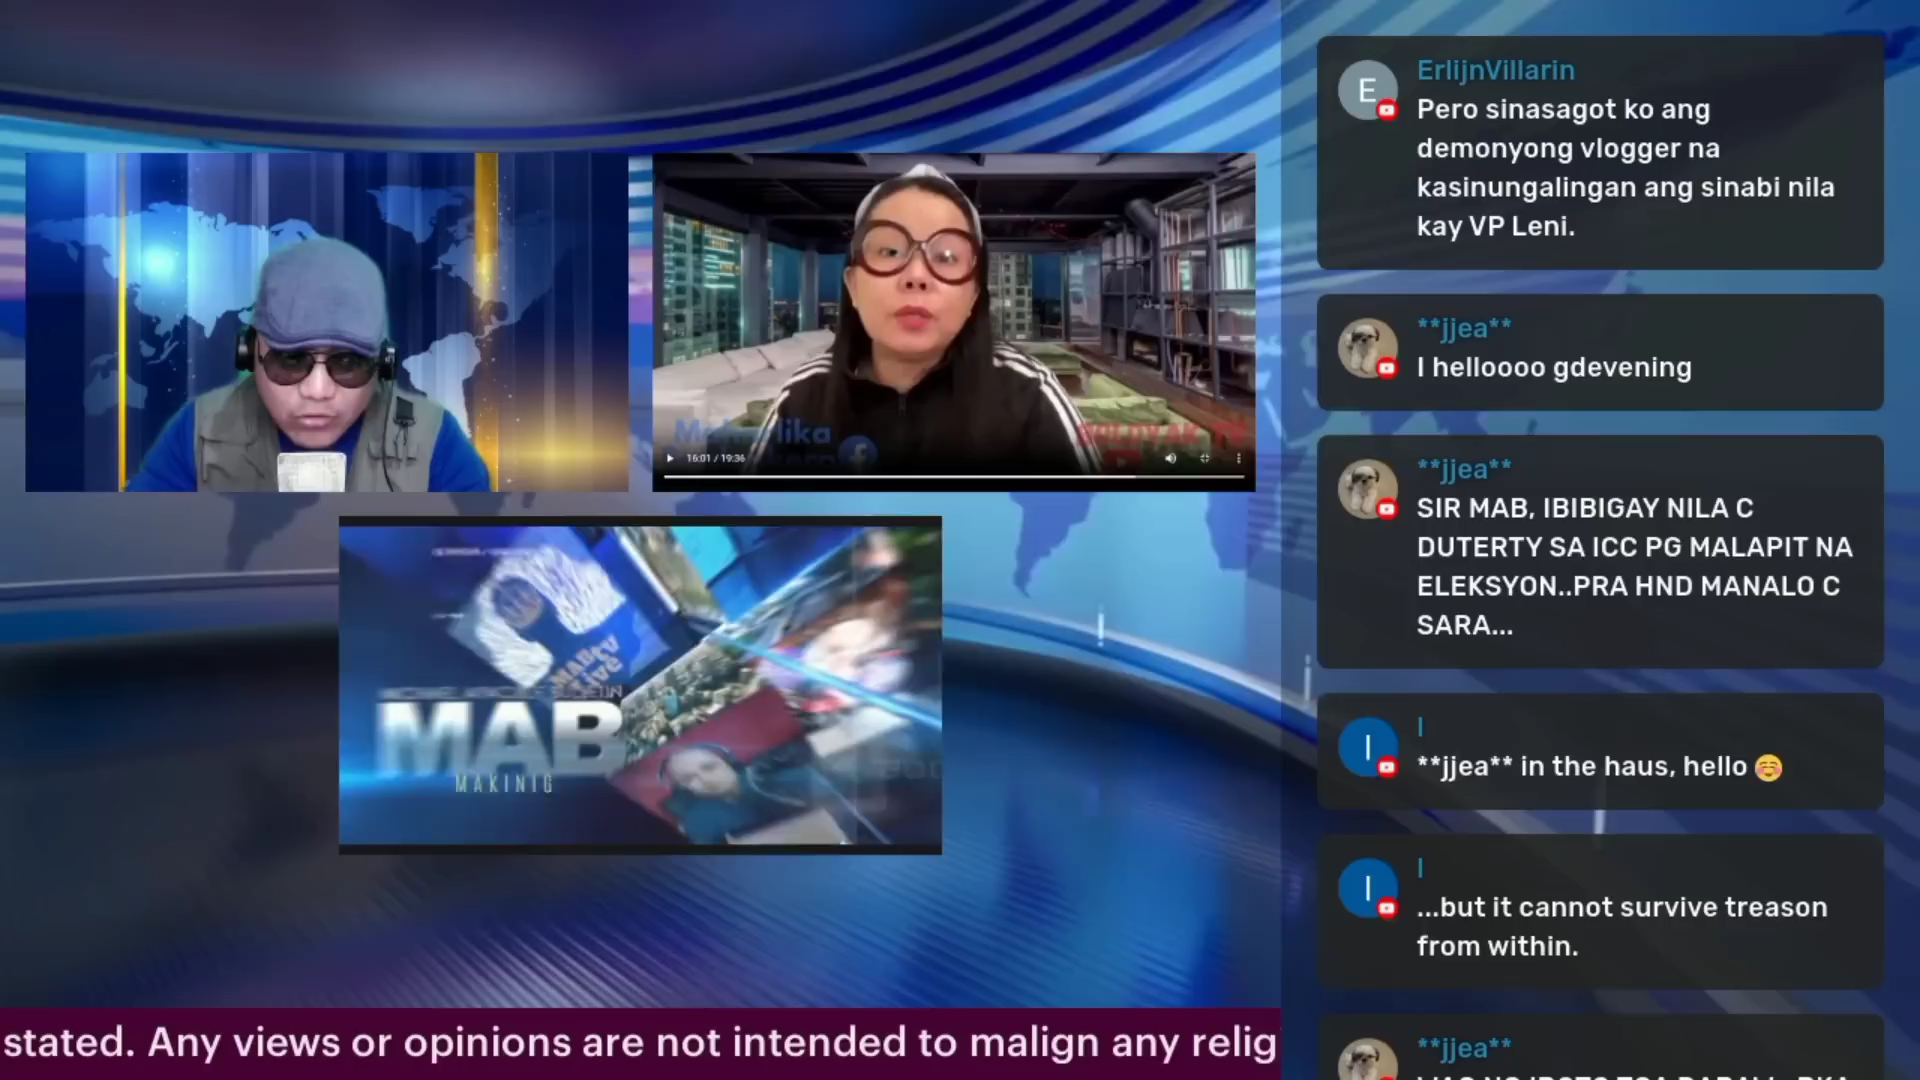 ErlijnVillarin
Pero sinasagot ko ang
demonyong vlogger na
kasinungalingan ang sinabi nila
kay VP Leni.
**jjea**
I helloooo gdevening
**jjea**
SIR MAB, IBIBIGAY NILA C
DUTERTY SA ICC PG MALAPIT NA
ELEKSYON..PRA HND MANALO C
SARA...
I
**jjea** in the haus, hello ☺️
I
...but it cannot survive treason
from within.
**jjea**
16:01 / 19:36
MABTV
Live
MAB
MAKINIG
stated. Any views or opinions are not intended to malign any relig
E
I
I